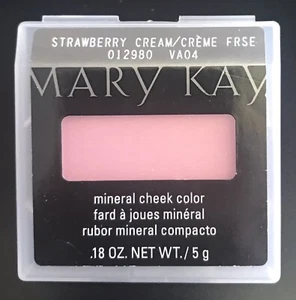 STRAWBERRY CREAM/CRÈME FRSE
012980 VA04
MARY KAY
mineral cheek color
fard à joues minéral
rubor mineral compacto
.18 OZ. NET WT./5 g